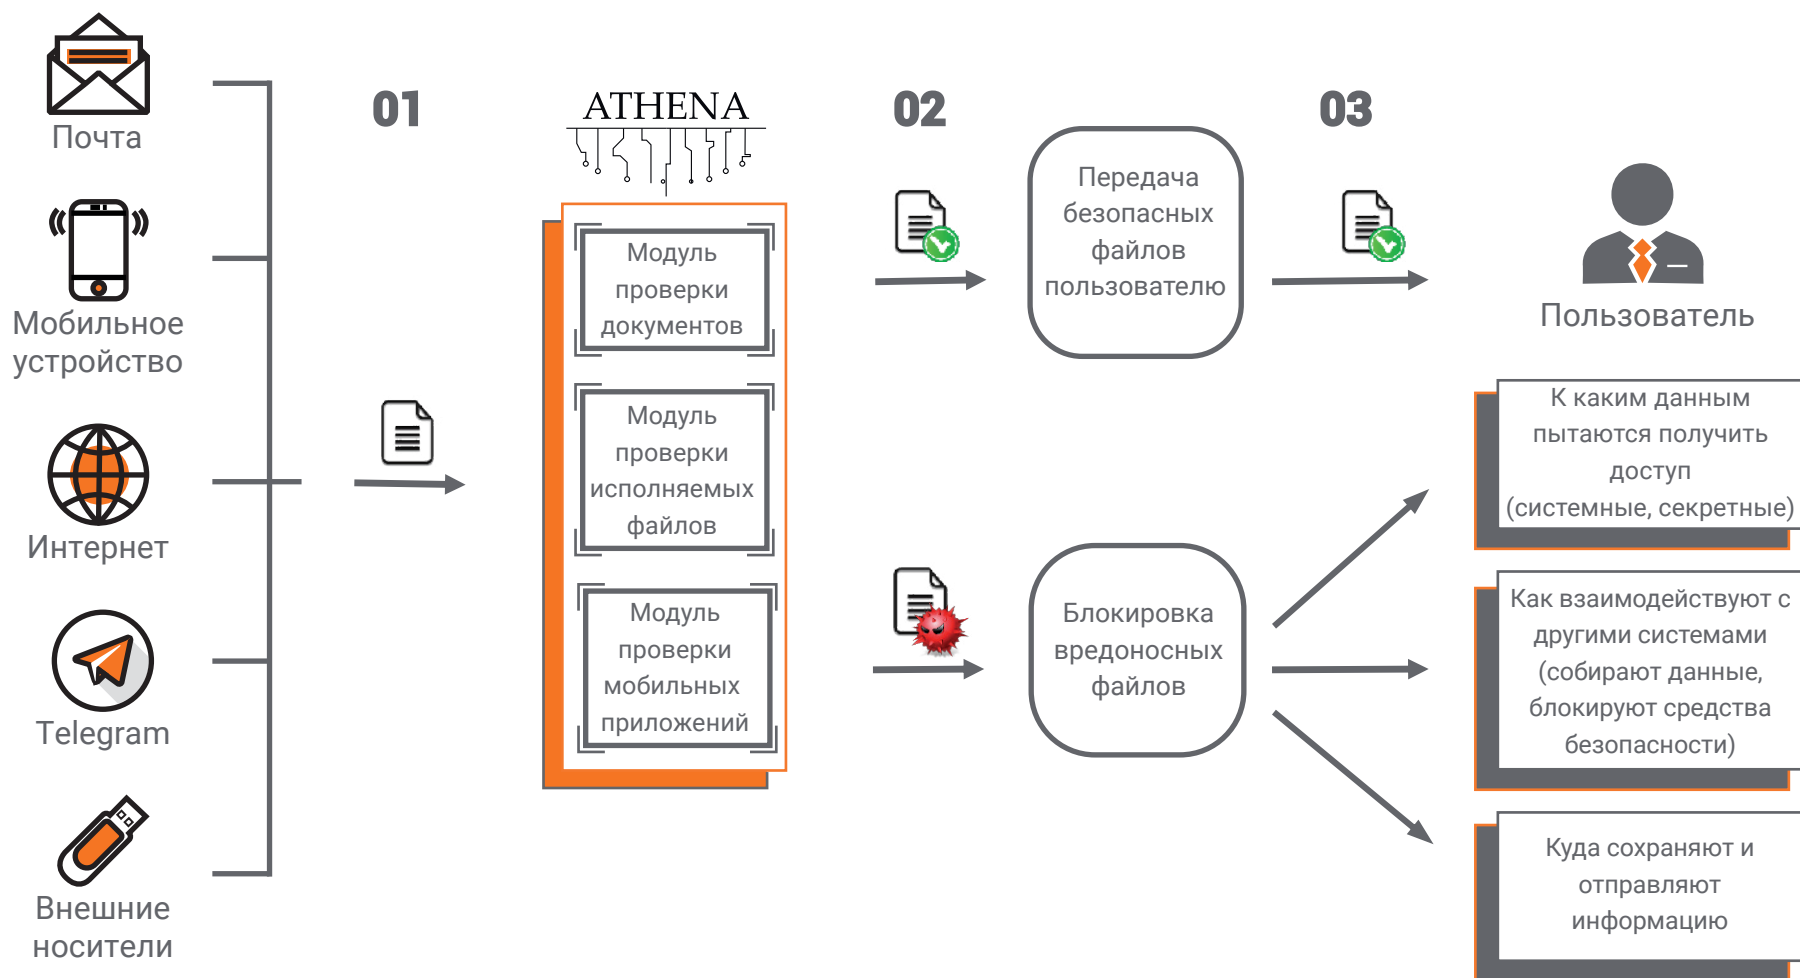 Почта
Мобильное
устройство
Интернет
Telegram
Внешние
носители
01
ATHENA
Модуль
проверки
документов
Модуль
проверки
исполняемых
файлов
Модуль
проверки
мобильных
приложений
02
Передача
безопасных
файлов
пользователю
Блокировка
вредоносных
файлов
03
Пользователь
К каким данным
пытаются получить
доступ
(системные, секретные)
Как взаимодействуют с
другими системами
(собирают данные,
блокируют средства
безопасности)
Куда сохраняют и
отправляют
информацию